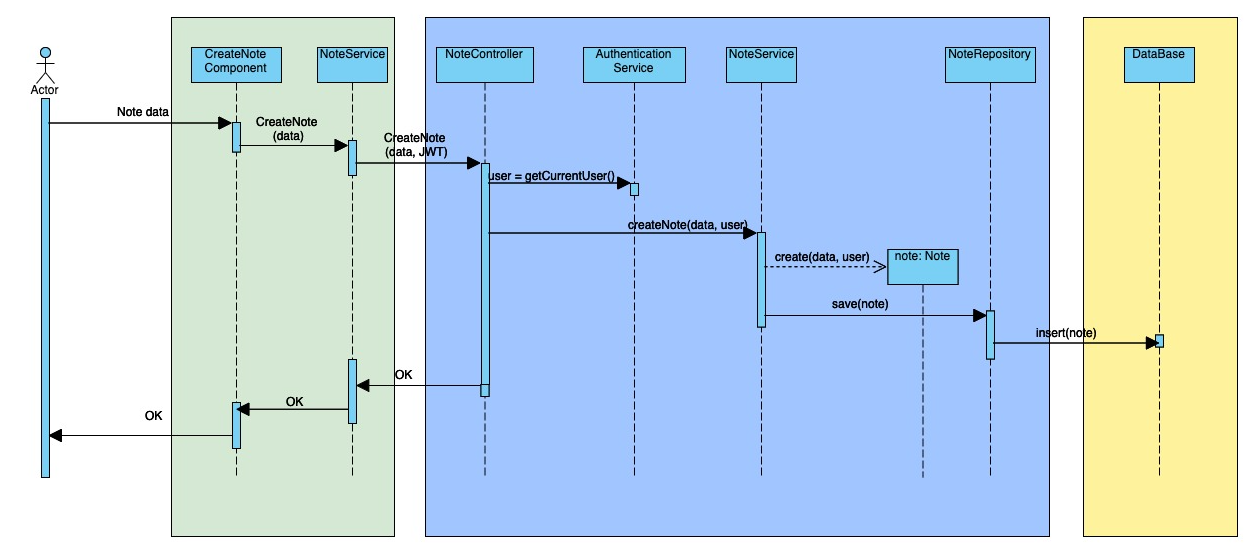 CreateNote
Component
NoteService
NoteController
Authentication
Service
NoteService
NoteRepository
DataBase
Actor
Note data
CreateNote
(data)
CreateNote
(data, JWT)
user = getCurrentUser()
createNote(data, user)
create(data, user)
note: Note
save(note)
insert(note)
OK
OK
OK